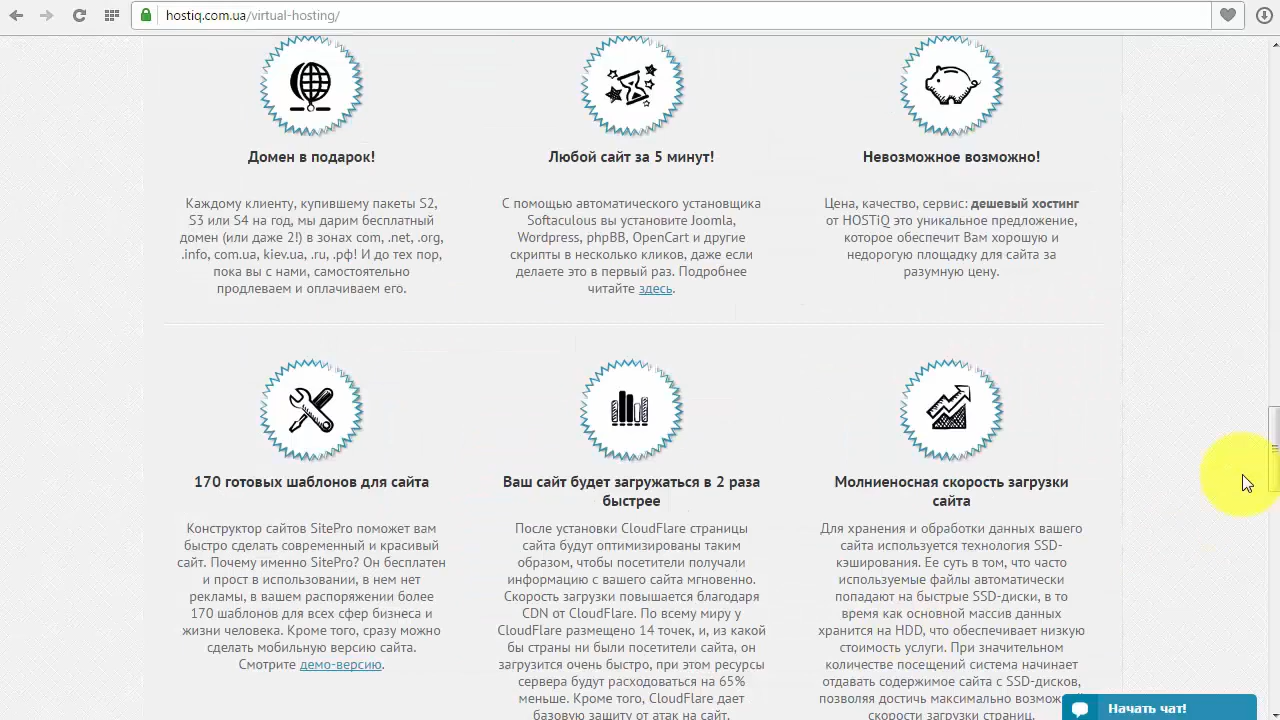 hostiq.com.ua/virtual-hosting/
Домен в подарок!
Каждому клиенту, купившему пакеты S2,
S3 или S4 на год, мы дарим бесплатный
домен (или даже 2!) в зонах com, .net, .org,
.info, com.ua, kiev.ua, .ru, .рф! И до тех пор,
пока вы с нами, самостоятельно
продлеваем и оплачиваем его.
Любой сайт за 5 минут!
С помощью автоматического установщика
Softaculous вы установите Joomla,
Wordpress, phpBB, OpenCart и другие
скрипты в несколько кликов, даже если
делаете это в первый раз. Подробнее
читайте здесь.
Невозможное возможно!
Цена, качество, сервис: дешевый хостинг
от HOSTiQ это уникальное предложение,
которое обеспечит Вам хорошую и
недорогую площадку для сайта за
разумную цену.
170 готовых шаблонов для сайта
Конструктор сайтов SitePro поможет вам
быстро сделать современный и красивый
сайт. Почему именно SitePro? Он бесплатен
и прост в использовании, в нем нет
рекламы, в вашем распоряжении более
170 шаблонов для всех сфер бизнеса и
жизни человека. Кроме того, сразу можно
сделать мобильную версию сайта.
Смотрите демо-версию.
Ваш сайт будет загружаться в 2 раза
быстрее
После установки CloudFlare страницы
сайта будут оптимизированы таким
образом, чтобы посетители получали
информацию с вашего сайта мгновенно.
Скорость загрузки повышается благодаря
CDN от CloudFlare. По всему миру у
CloudFlare размещено 14 точек, и, из какой
бы страны ни были посетители сайта, он
загрузится очень быстро, при этом ресурсы
сервера будут расходоваться на 65%
меньше. Кроме того, CloudFlare дает
базовую защиту от атак на сайт.
Молниеносная скорость загрузки
сайта
Для хранения и обработки данных вашего
сайта используется технология SSD-
кэширования. Ее суть в том, что часто
используемые файлы автоматически
попадают на быстрые SSD-диски, в то
время как основной массив данных
хранится на HDD, что обеспечивает низкую
стоимость услуги. При значительном
количестве посещений система начинает
отдавать содержимое сайта с SSD-дисков,
позволяя достичь максимально
скорости загрузки страниц.
Начать чат!